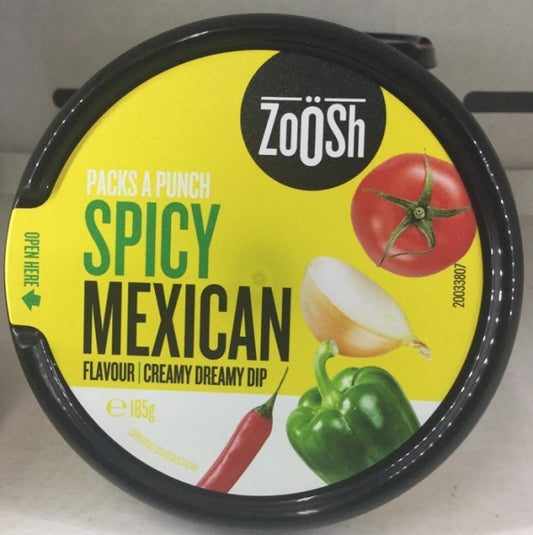 ZoÖSh
PACKS A PUNCH
SPICY
MEXICAN
FLAVOUR | CREAMY DREAMY DIP
℮ 185g
SERVING SUGGESTION
OPEN HERE
20033807